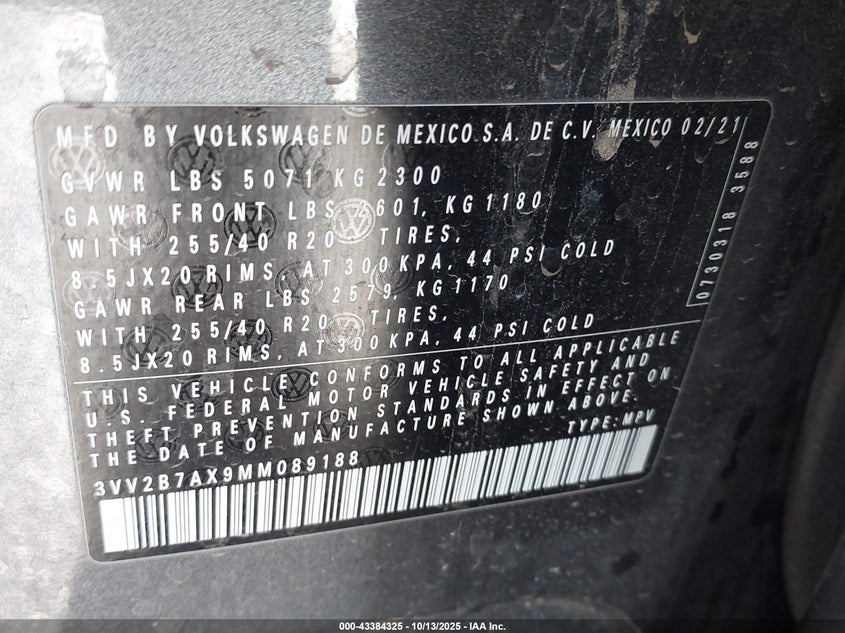 MFD BY VOLKSWAGEN DE MEXICO S.A. DE C.V. MEXICO 02/21
GVWR LBS 5071 KG 2300
GAWR FRONT LBS 2601, KG 1180
WITH 255/40 R20 TIRES,
8.5JX20 RIMS, AT 300 KPA, 44 PSI COLD
GAWR REAR LBS 2579, KG 1170
WITH 255/40 R20 TIRES,
8.5JX20 RIMS, AT 300 KPA, 44 PSI COLD
0730318 3588
THIS VEHICLE CONFORMS TO ALL APPLICABLE
U.S. FEDERAL MOTOR VEHICLE SAFETY AND
THEFT PREVENTION STANDARDS IN EFFECT ON
THE DATE OF MANUFACTURE SHOWN ABOVE.
TYPE: MPV
3VV2B7AX9MM089188
000-43384325 | 10/13/2025 | IAA, Inc.